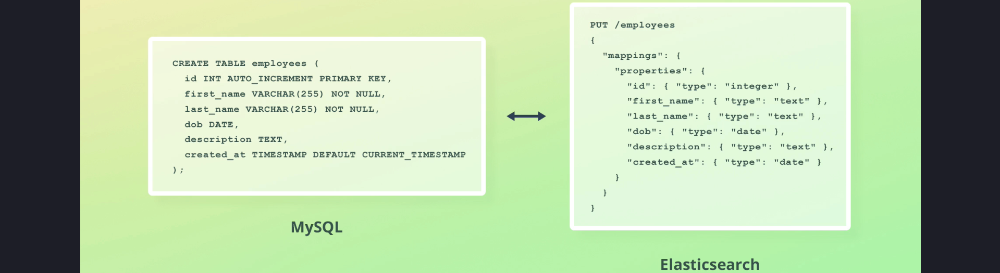 CREATE TABLE employees (
  id INT AUTO_INCREMENT PRIMARY KEY,
  first_name VARCHAR(255) NOT NULL,
  last_name VARCHAR(255) NOT NULL,
  dob DATE,
  description TEXT,
  created_at TIMESTAMP DEFAULT CURRENT_TIMESTAMP
);
MySQL
PUT /employees
{
  "mappings": {
    "properties": {
      "id": { "type": "integer" },
      "first_name": { "type": "text" },
      "last_name": { "type": "text" },
      "dob": { "type": "date" },
      "description": { "type": "text" },
      "created_at": { "type": "date" }
    }
  }
}
Elasticsearch